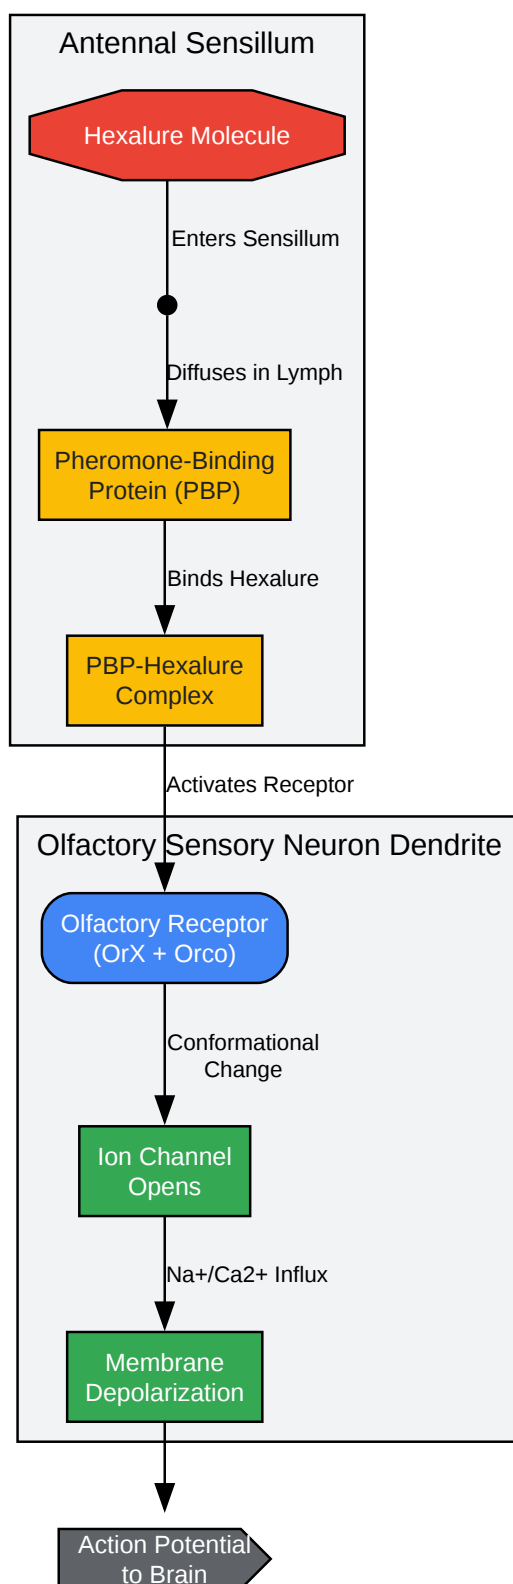 Antennal Sensillum
Hexalure Molecule
Enters Sensillum
Diffuses in Lymph
Pheromone-Binding
Protein (PBP)
Binds Hexalure
PBP-Hexalure
Complex
Activates Receptor
Olfactory Sensory Neuron Dendrite
Olfactory Receptor
(OrX + Orco)
Conformational
Change
Ion Channel
Opens
Na+/Ca2+ Influx
Membrane
Depolarization
Action Potential
to Brain